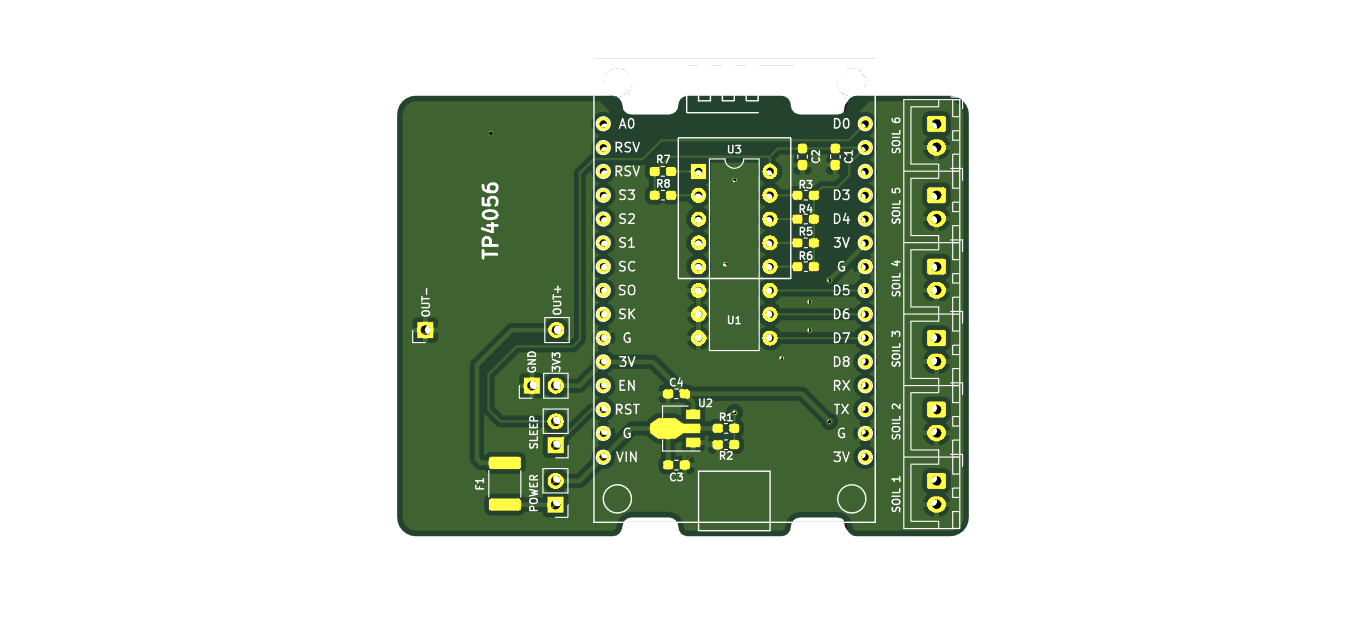 A0
RSV
RSV
S3
S2
S1
SC
SO
SK
G
3V
EN
RST
G
VIN
D0
D3
D4
3V
G
D5
D6
D7
D8
RX
TX
G
3V
U3
U1
R7
R8
C2
C1
R3
R4
R5
R6
C4
U2
R1
R2
C3
TP4056
OUT-
OUT+
GND
3V3
SLEEP
POWER
F1
SOIL 6
SOIL 5
SOIL 4
SOIL 3
SOIL 2
SOIL 1